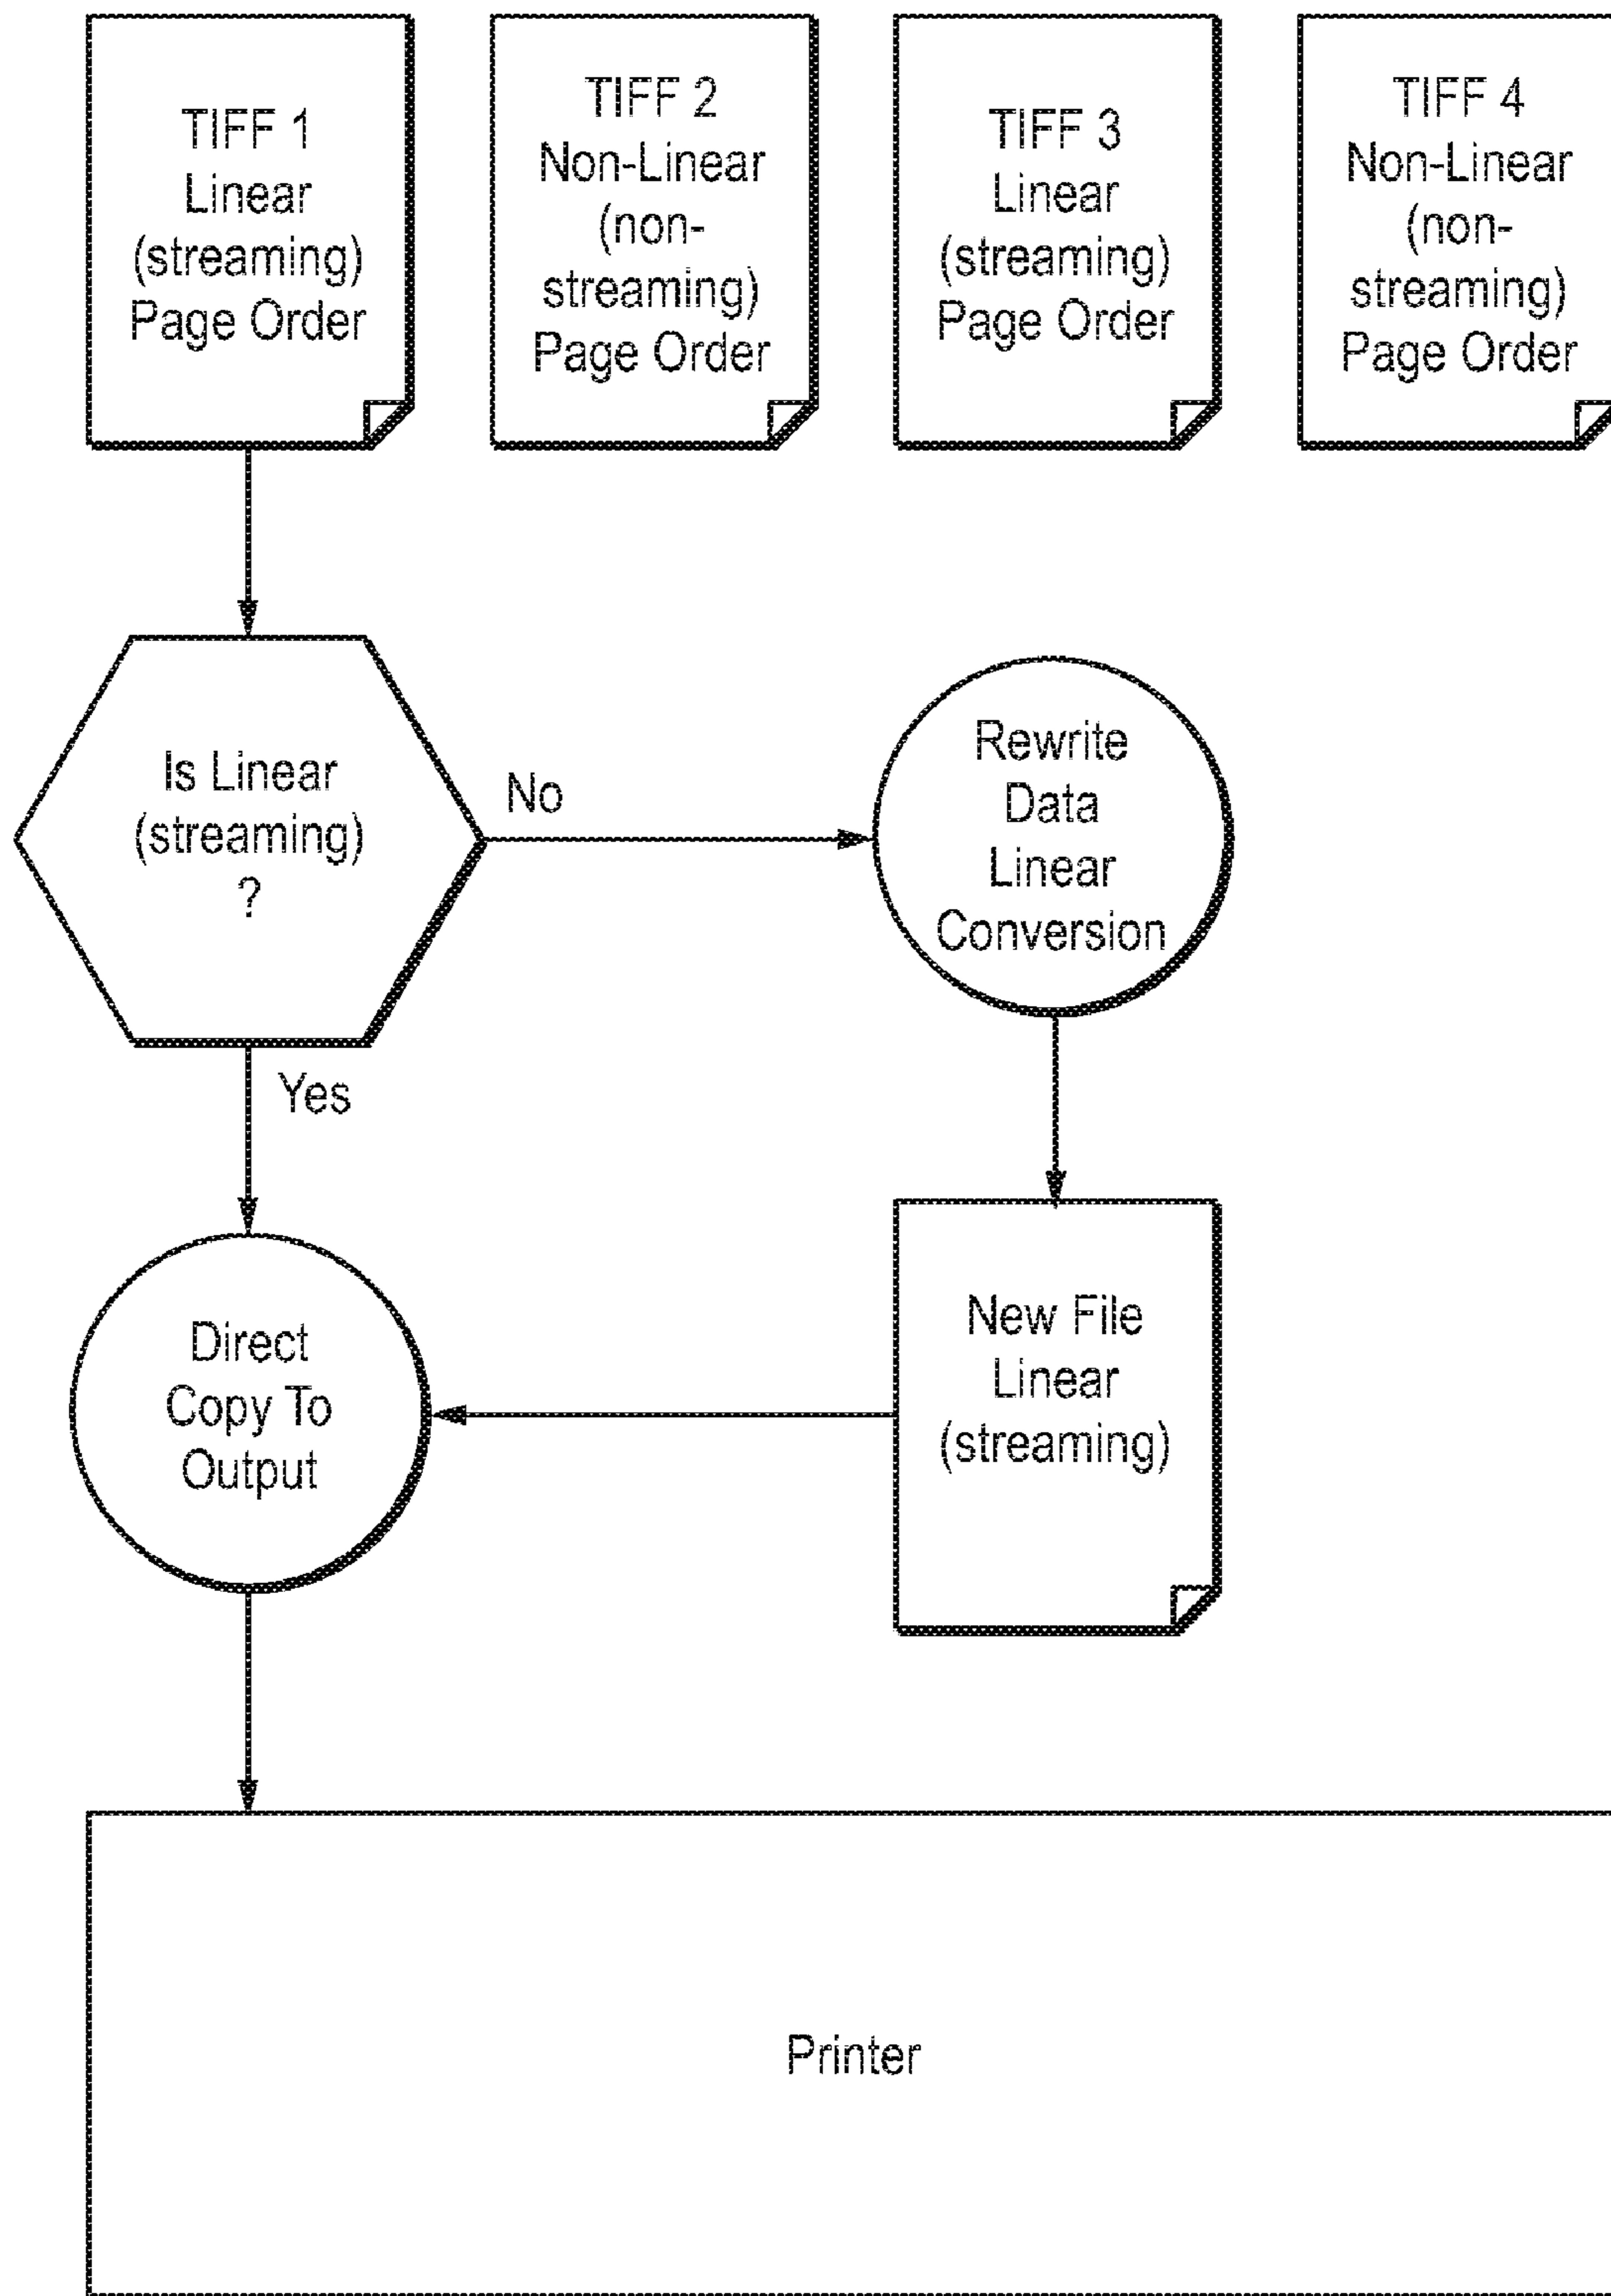 TIFF 1
Linear
(streaming)
Page Order
TIFF 2
Non-Linear
(non-
streaming)
Page Order
TIFF 3
Linear
(streaming)
Page Order
TIFF 4
Non-Linear
(non-
streaming)
Page Order
Is Linear
(streaming)
?
No
Rewrite
Data
Linear
Conversion
Yes
Direct
Copy To
Output
New File
Linear
(streaming)
Printer